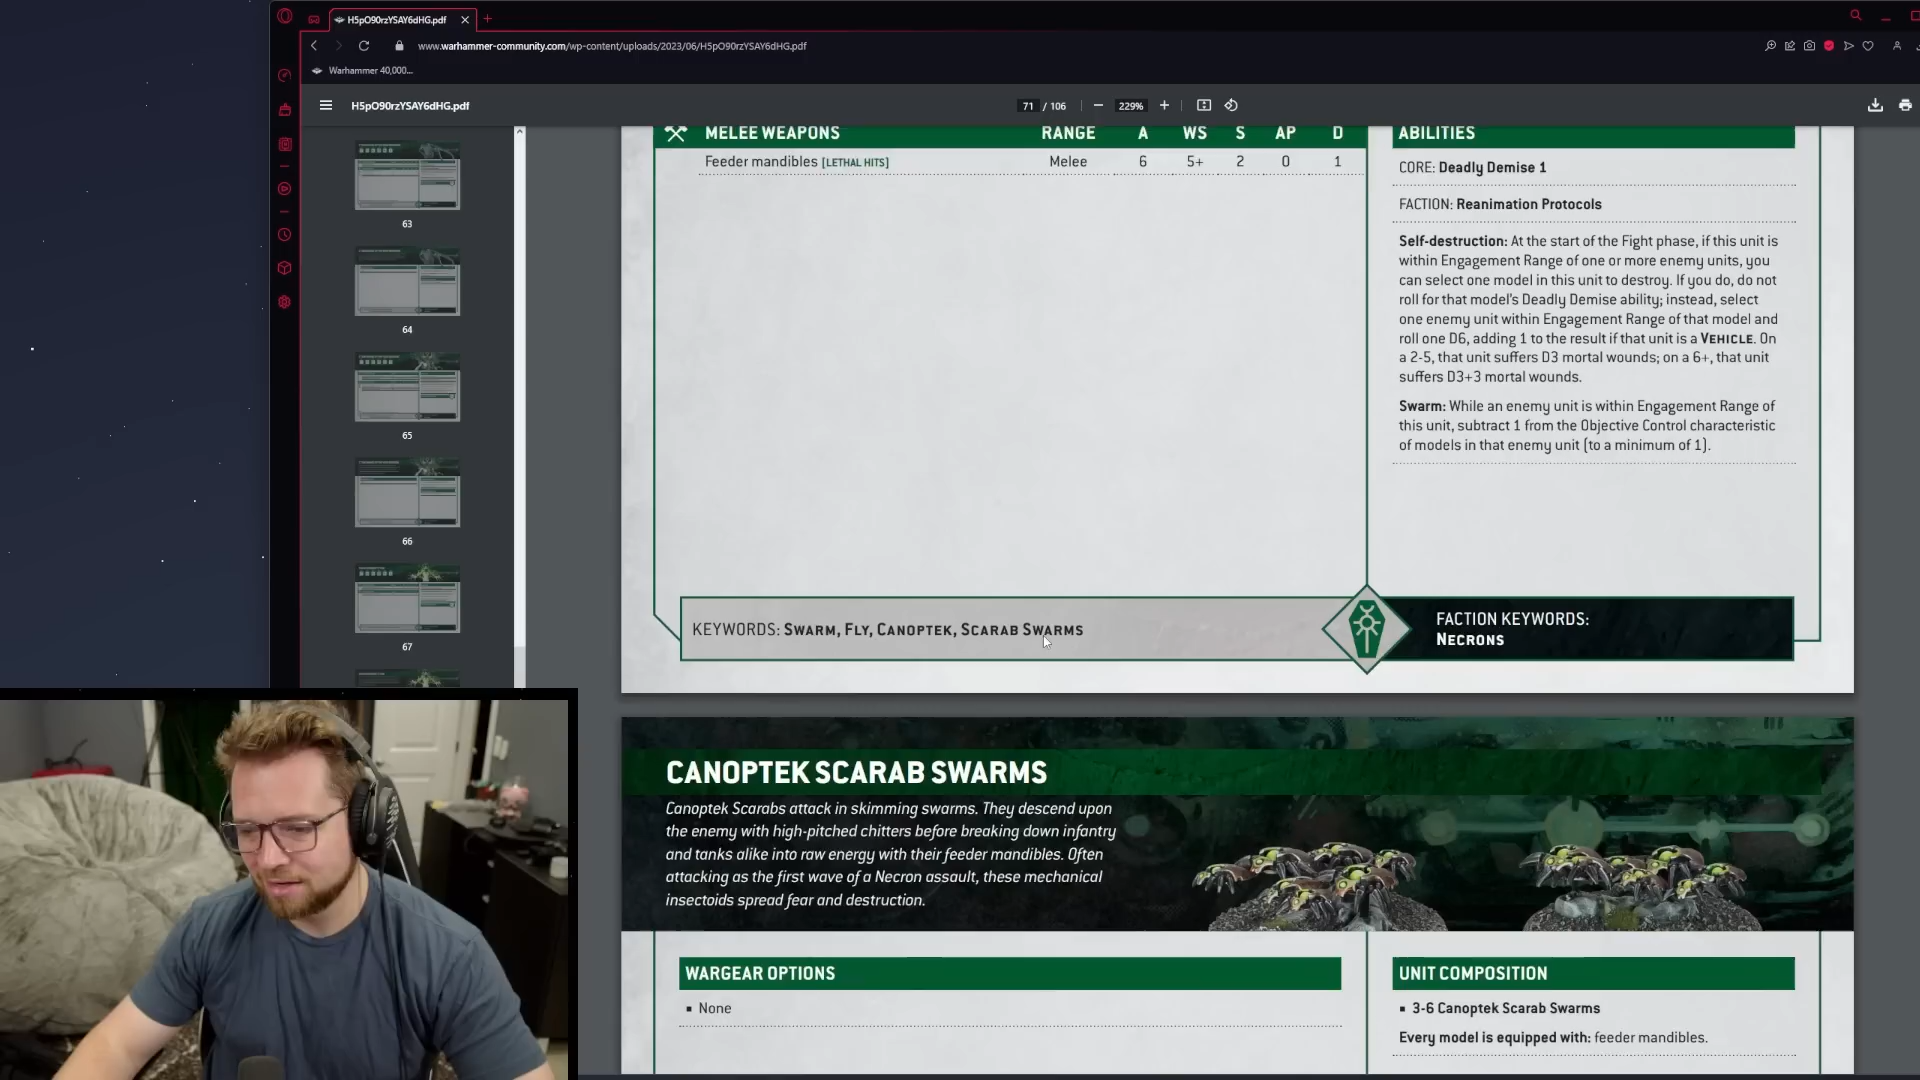 H5pO90rzYSAY6dHG.pdf
www.warhammer-community.com/wp-content/uploads/2023/06/H5pO90rzYSAY6dHG.pdf
Warhammer 40,000...
H5pO90rzYSAY6dHG.pdf
71 / 106
229%
63
64
65
66
67
MELEE WEAPONS RANGE A WS S AP D
Feeder mandibles [LETHAL HITS] Melee 6 5+ 2 0 1
ABILITIES
CORE: Deadly Demise 1
FACTION: Reanimation Protocols
Self-destruction: At the start of the Fight phase, if this unit is
within Engagement Range of one or more enemy units, you
can select one model in this unit to destroy. If you do, do not
roll for that model's Deadly Demise ability; instead, select
one enemy unit within Engagement Range of that model and
roll one D6, adding 1 to the result if that unit is a VEHICLE. On
a 2-5, that unit suffers D3 mortal wounds; on a 6+, that unit
suffers D3+3 mortal wounds.
Swarm: While an enemy unit is within Engagement Range of
this unit, subtract 1 from the Objective Control characteristic
of models in that enemy unit (to a minimum of 1).
KEYWORDS: SWARM, FLY, CANOPTEK, SCARAB SWARMS
FACTION KEYWORDS:
NECRONS
CANOPTEK SCARAB SWARMS
Canoptek Scarabs attack in skimming swarms. They descend upon
the enemy with high-pitched chitters before breaking down infantry
and tanks alike into raw energy with their feeder mandibles. Often
attacking as the first wave of a Necron assault, these mechanical
insectoids spread fear and destruction.
WARGEAR OPTIONS
▪ None
UNIT COMPOSITION
▪ 3-6 Canoptek Scarab Swarms
Every model is equipped with: feeder mandibles.